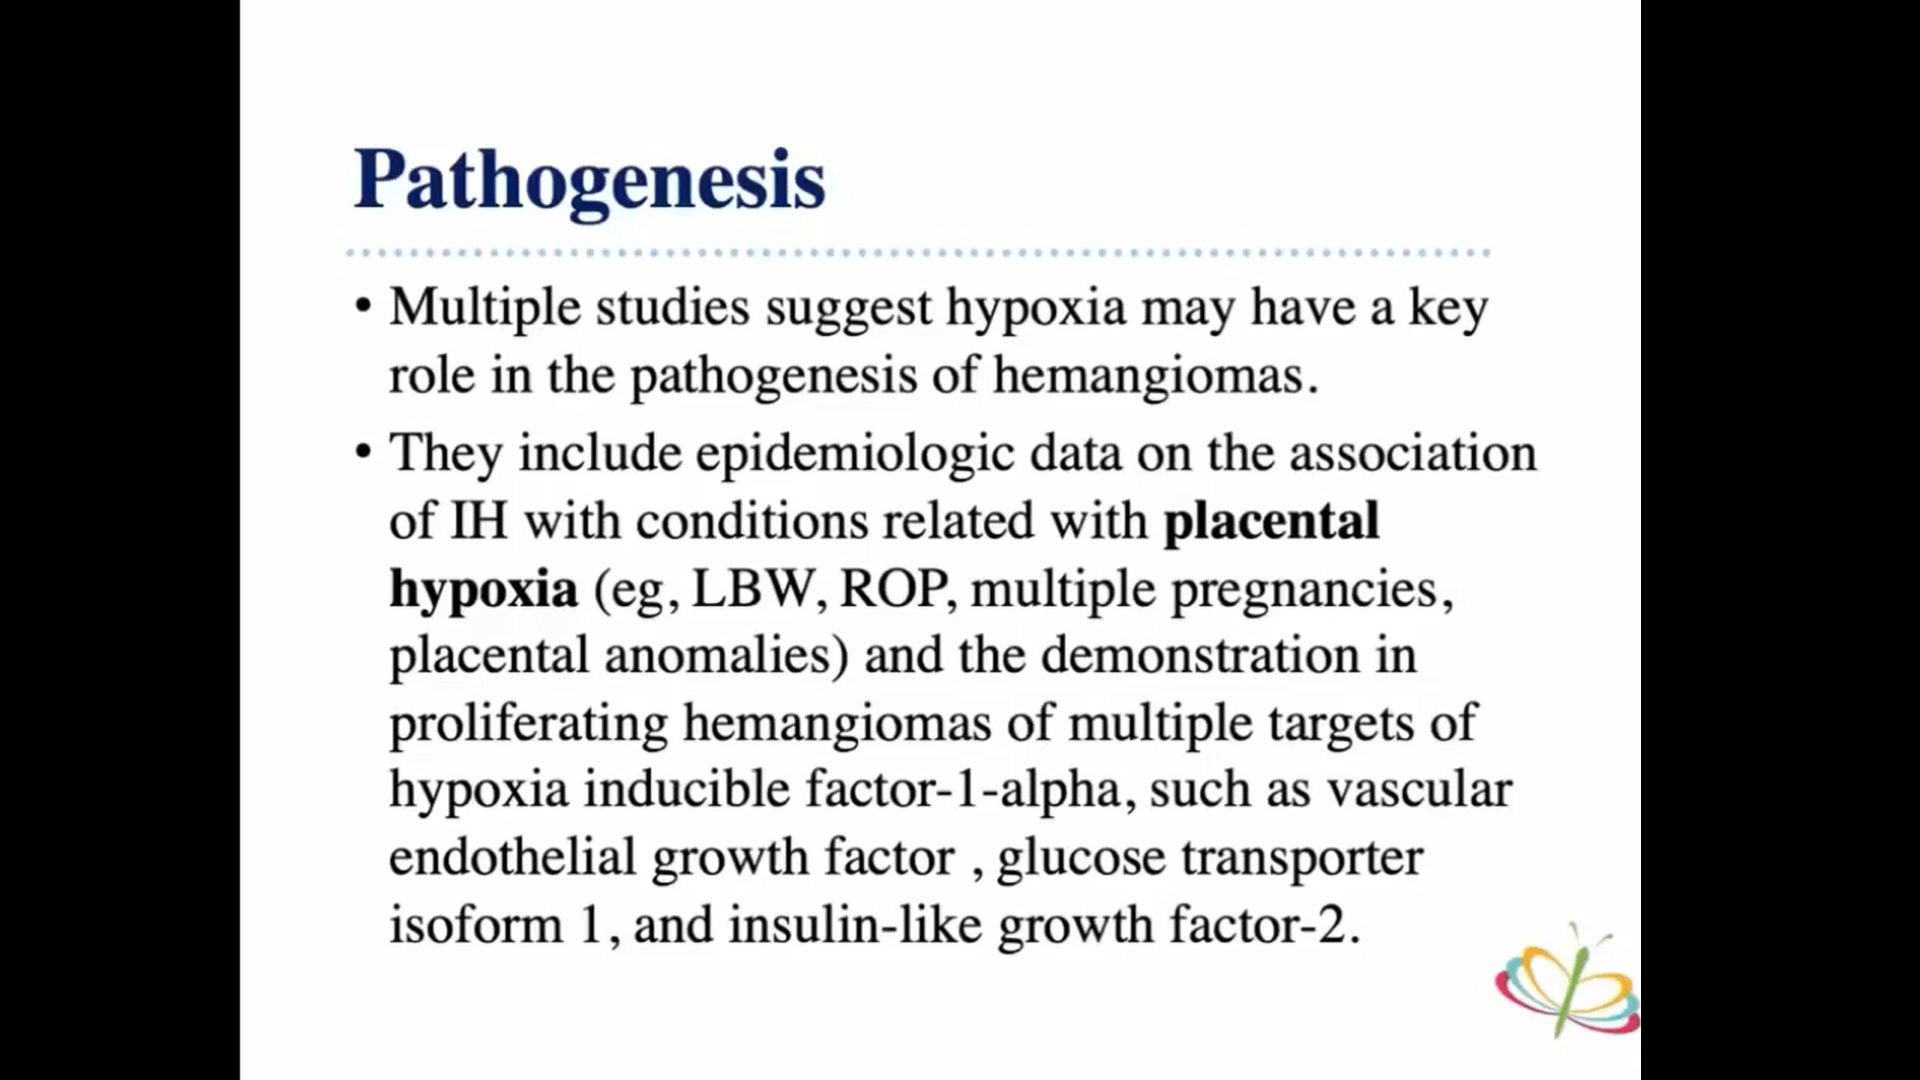 Pathogenesis
• Multiple studies suggest hypoxia may have a key
role in the pathogenesis of hemangiomas.
• They include epidemiologic data on the association
of IH with conditions related with placental
hypoxia (eg, LBW, ROP, multiple pregnancies,
placental anomalies) and the demonstration in
proliferating hemangiomas of multiple targets of
hypoxia inducible factor-1-alpha, such as vascular
endothelial growth factor , glucose transporter
isoform 1, and insulin-like growth factor-2.